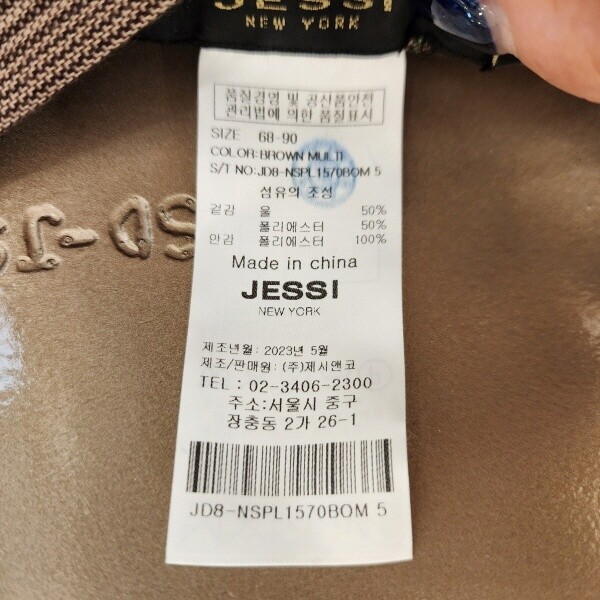 JESSI
NEW YORK
품질경영 및 공산품안전
관리법에 의한 품질표시
SIZE 68-90
COLOR:BROWN MULTI
S/T NO:JD8-NSPL1570BOM 5
섬유의 조성
겉감 울 50%
폴리에스터 50%
안감 폴리에스터 100%
Made in china
JESSI
NEW YORK
제조년월: 2023년 5월
제조/판매원: (주)제시앤코
TEL: 02-3406-2300
주소:서울시 중구
장충동 2가 26-1
JD8-NSPL1570BOM 5